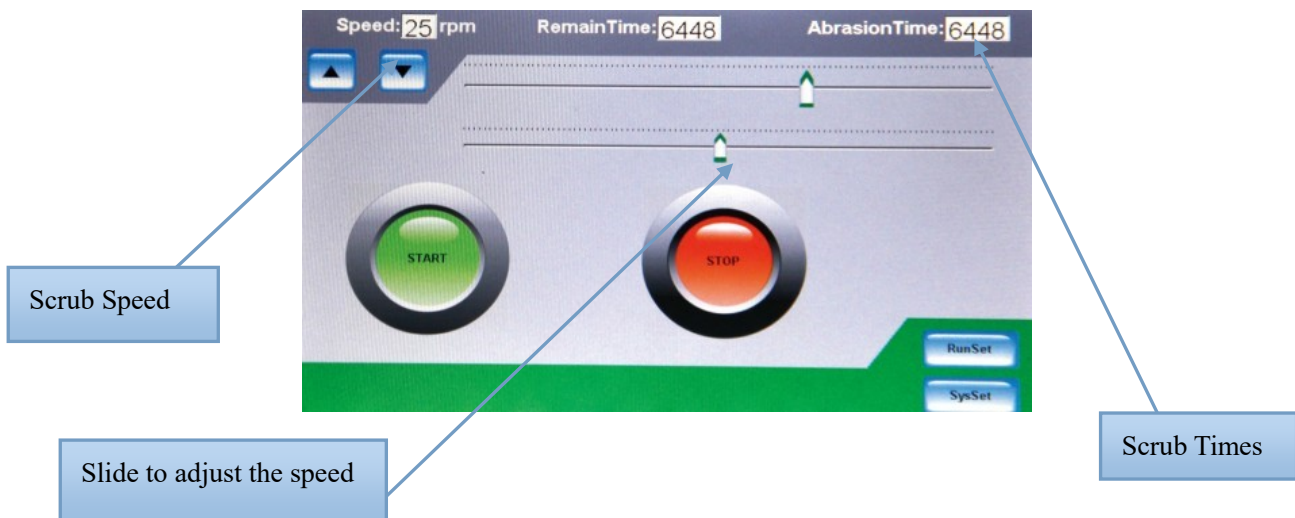 Speed: 25 rpm RemainTime: 6448 AbrasionTime: 6448
START
STOP
Scrub Speed
RunSet
SysSet
Scrub Times
Slide to adjust the speed